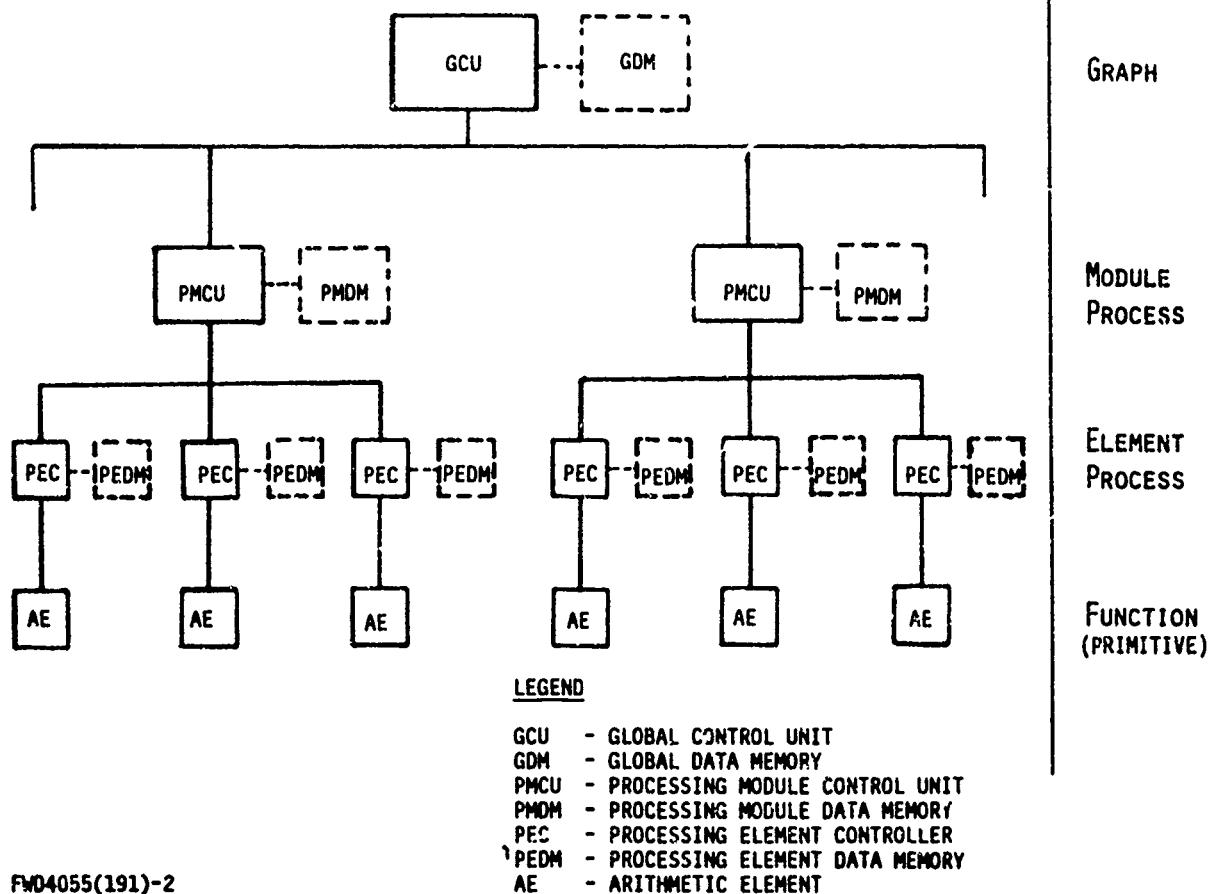 GCU
GDM
GRAPH
PMCU
PMDM
PMCU
PMDM
MODULE
PROCESS
PEC
PEDM
PEC
PEDM
PEC
PEDM
PEC
PEDM
PEC
PEDM
PEC
PEDM
ELEMENT
PROCESS
AE
AE
AE
AE
AE
AE
FUNCTION
(PRIMITIVE)
LEGEND
GCU - GLOBAL CONTROL UNIT
GDM - GLOBAL DATA MEMORY
PMCU - PROCESSING MODULE CONTROL UNIT
PMDM - PROCESSING MODULE DATA MEMORY
PEC - PROCESSING ELEMENT CONTROLLER
PEDM - PROCESSING ELEMENT DATA MEMORY
AE - ARITHMETIC ELEMENT
FW04055(191)-2